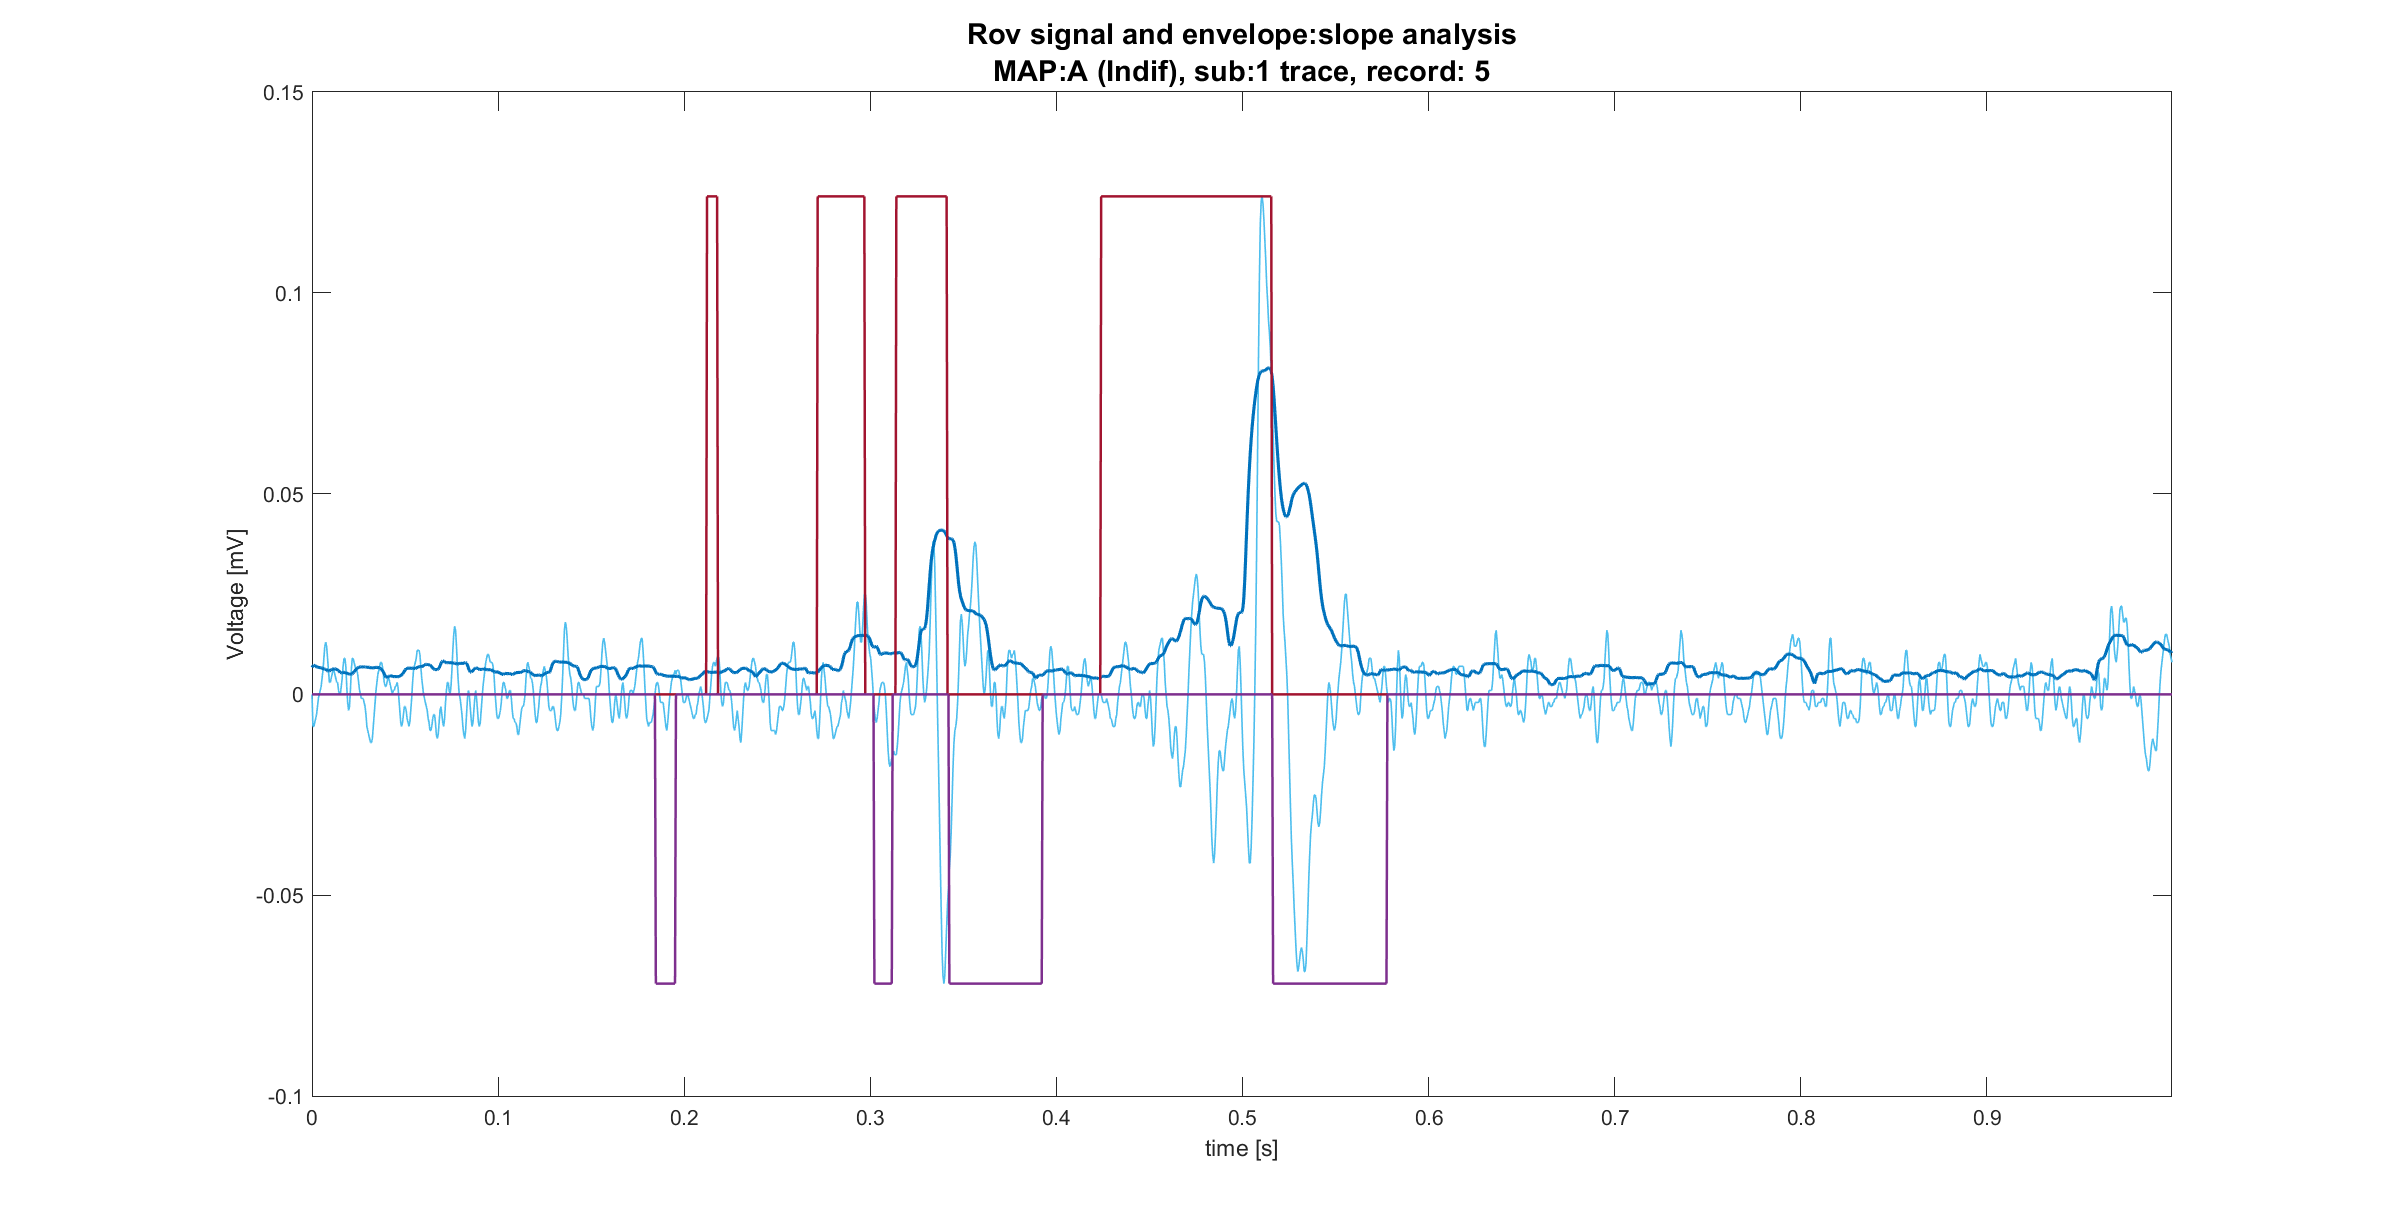 Rov signal and envelope:slope analysis
MAP:A (Indif), sub:1 trace, record: 5
0.15
0.1
0.05
0
-0.05
-0.1
Voltage [mV]
0 0.1 0.2 0.3 0.4 0.5 0.6 0.7 0.8 0.9
time [s]